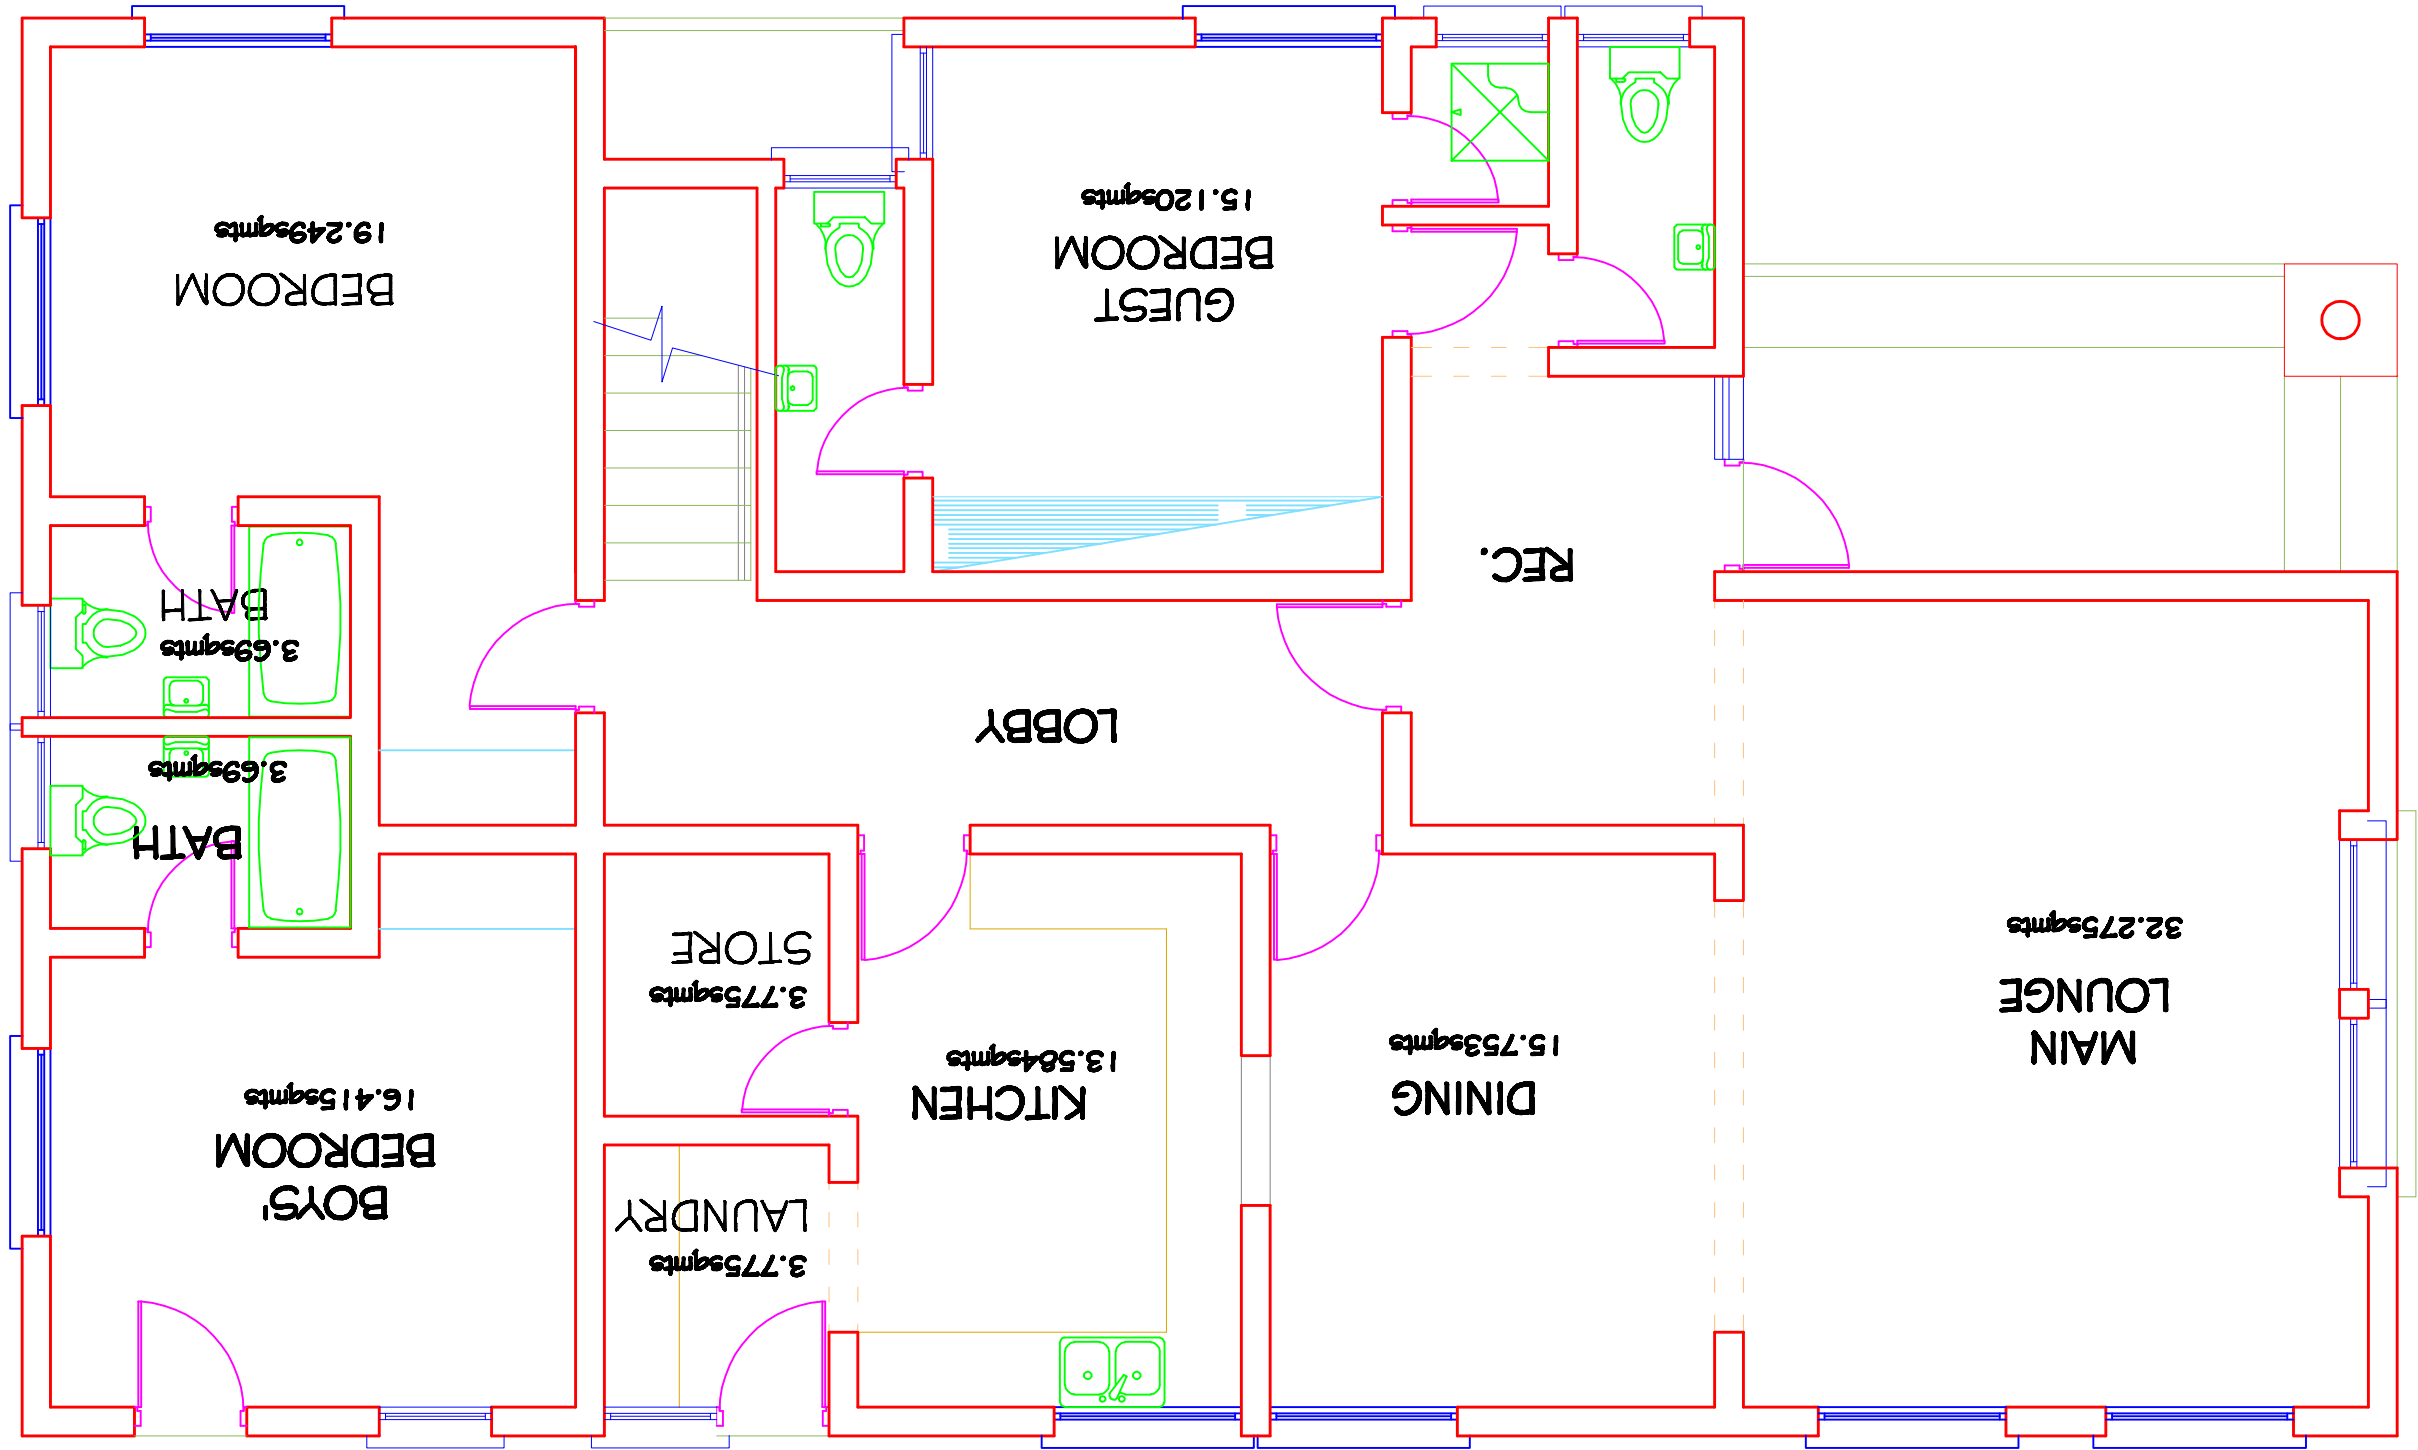 3.775sqmts
LAUNDRY
BOYS'
BEDROOM
16.415sqmts
KITCHEN
13.584sqmts
DINING
15.753sqmts
MAIN
LOUNGE
32.275sqmts
3.775sqmts
STORE
BATH
3.69sqmts
LOBBY
3.69sqmts
BATH
REC.
GUEST
BEDROOM
15.120sqmts
BEDROOM
19.249sqmts